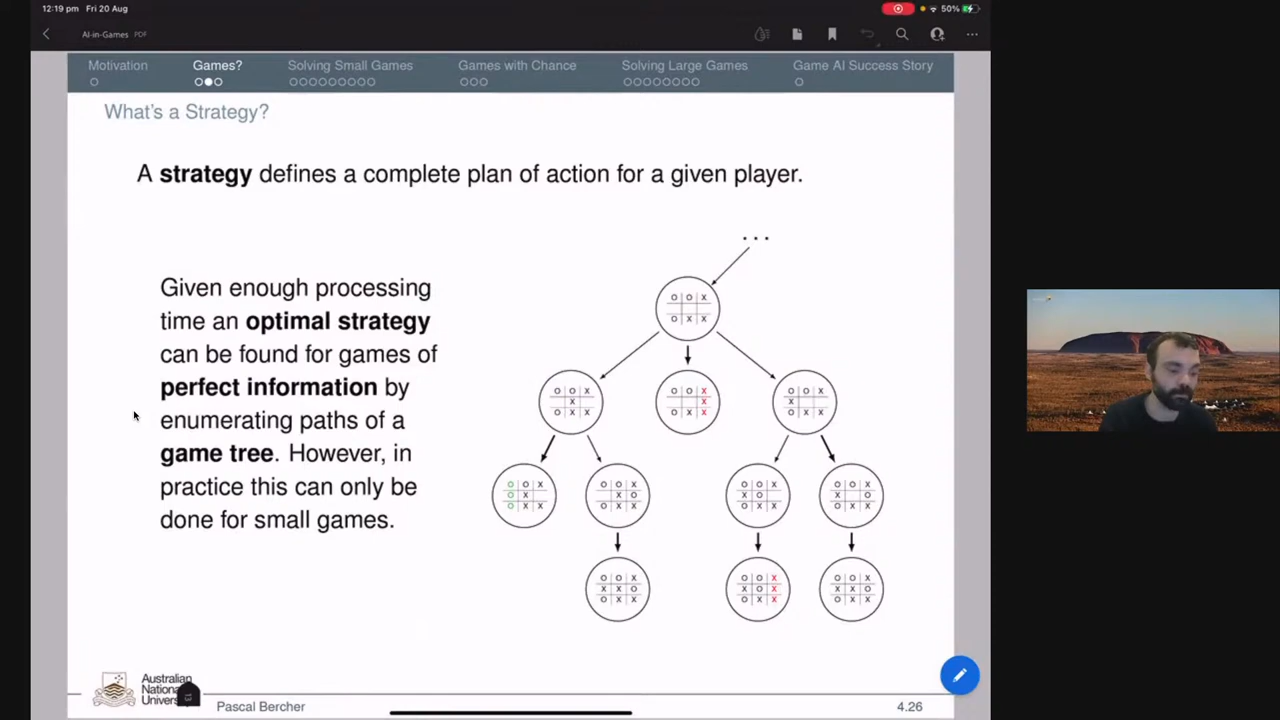 12:19 pm Fri 20 Aug
50%
AI-in-Games PDF
Motivation Games? Solving Small Games Games with Chance Solving Large Games Game AI Success Story
What's a Strategy?
A strategy defines a complete plan of action for a given player.
Given enough processing
time an optimal strategy
can be found for games of
perfect information by
enumerating paths of a
game tree. However, in
practice this can only be
done for small games.
...
O O X
O X X
O O X
X
O X X
O O X
X
O X X
O O X
X
O X X
O O X
O X
O X X
O O X
X O
O X X
O O X
X O
O X X
O O X
X O
O X X
O O X
X X O
O X X
O O X
X O X
O X X
O O X
X X O
O X X
Australian
National
Univers
13
Pascal Bercher
4.26